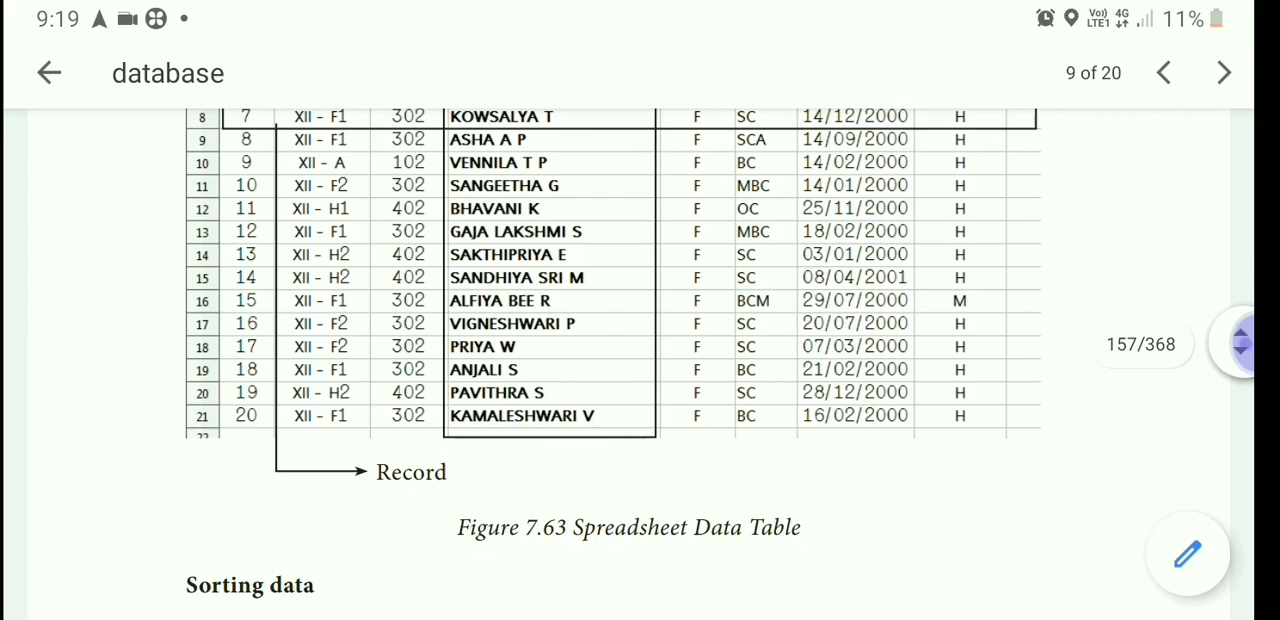 9:19
Vo)) 4G
LTE1 11%
database 9 of 20
8 7 XII - F1 302 KOWSALYA T F SC 14/12/2000 H
9 8 XII - F1 302 ASHA A P F SCA 14/09/2000 H
10 9 XII - A 102 VENNILA T P F BC 14/02/2000 H
11 10 XII - F2 302 SANGEETHA G F MBC 14/01/2000 H
12 11 XII - H1 402 BHAVANI K F OC 25/11/2000 H
13 12 XII - F1 302 GAJA LAKSHMI S F MBC 18/02/2000 H
14 13 XII - H2 402 SAKTHIPRIYA E F SC 03/01/2000 H
15 14 XII - H2 402 SANDHIYA SRI M F SC 08/04/2001 H
16 15 XII - F1 302 ALFIYA BEE R F BCM 29/07/2000 M
17 16 XII - F2 302 VIGNESHWARI P F SC 20/07/2000 H
18 17 XII - F2 302 PRIYA W F SC 07/03/2000 H
19 18 XII - F1 302 ANJALI S F BC 21/02/2000 H
20 19 XII - H2 402 PAVITHRA S F SC 28/12/2000 H
21 20 XII - F1 302 KAMALESHWARI V F BC 16/02/2000 H
157/368
Record
Figure 7.63 Spreadsheet Data Table
Sorting data